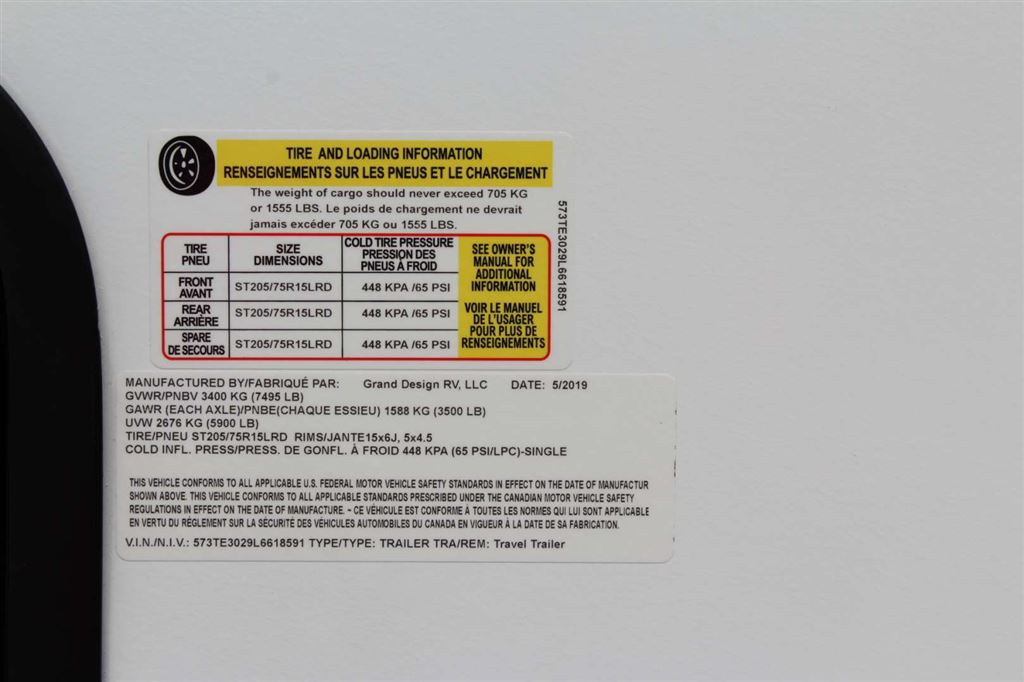 TIRE AND LOADING INFORMATION
RENSEIGNEMENTS SUR LES PNEUS ET LE CHARGEMENT
The weight of cargo should never exceed 705 KG
or 1555 LBS. Le poids de chargement ne devrait
jamais excéder 705 KG ou 1555 LBS.
TIRE
PNEU
SIZE
DIMENSIONS
COLD TIRE PRESSURE
PRESSION DES
PNEUS À FROID
FRONT
AVANT
ST205/75R15LRD
448 KPA /65 PSI
REAR
ARRIÈRE
ST205/75R15LRD
448 KPA /65 PSI
SPARE
DE SECOURS
ST205/75R15LRD
448 KPA /65 PSI
SEE OWNER'S
MANUAL FOR
ADDITIONAL
INFORMATION
VOIR LE MANUEL
DE L'USAGER
POUR PLUS DE
RENSEIGNEMENTS
573TE3029L6618591
MANUFACTURED BY/FABRIQUÉ PAR: Grand Design RV, LLC DATE: 5/2019
GVWR/PNBV 3400 KG (7495 LB)
GAWR (EACH AXLE)/PNBE(CHAQUE ESSIEU) 1588 KG (3500 LB)
UVW 2676 KG (5900 LB)
TIRE/PNEU ST205/75R15LRD RIMS/JANTE15x6J, 5x4.5
COLD INFL. PRESS/PRESS. DE GONFL. À FROID 448 KPA (65 PSI/LPC)-SINGLE
THIS VEHICLE CONFORMS TO ALL APPLICABLE U.S. FEDERAL MOTOR VEHICLE SAFETY STANDARDS IN EFFECT ON THE DATE OF MANUFACTUR
SHOWN ABOVE. THIS VEHICLE CONFORMS TO ALL APPLICABLE STANDARDS PRESCRIBED UNDER THE CANADIAN MOTOR VEHICLE SAFETY
REGULATIONS IN EFFECT ON THE DATE OF MANUFACTURE. - CE VÉHICULE EST CONFORME À TOUTES LES NORMES QUI LUI SONT APPLICABLE
EN VERTU DU RÉGLEMENT SUR LA SÉCURITÉ DES VÉHICULES AUTOMOBILES DU CANADA EN VIGUEUR À LA DATE DE SA FABRICATION.
V.I.N./N.I.V.: 573TE3029L6618591 TYPE/TYPE: TRAILER TRA/REM: Travel Trailer